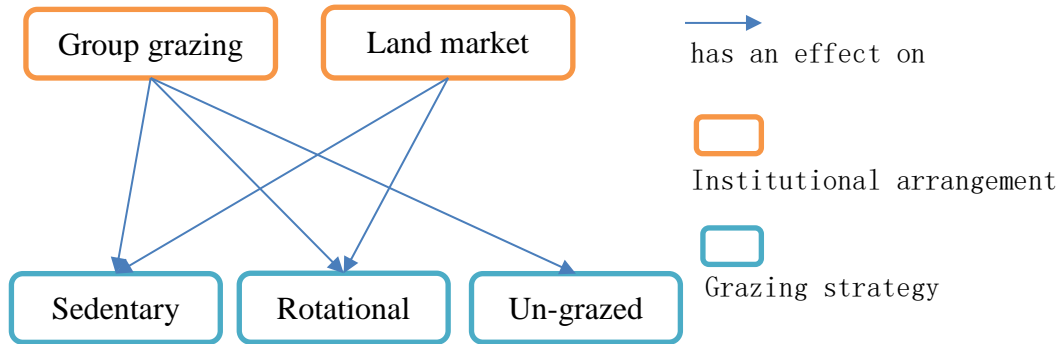 Group grazing
Land market
has an effect on
Institutional arrangement
Sedentary
Rotational
Un-grazed
Grazing strategy